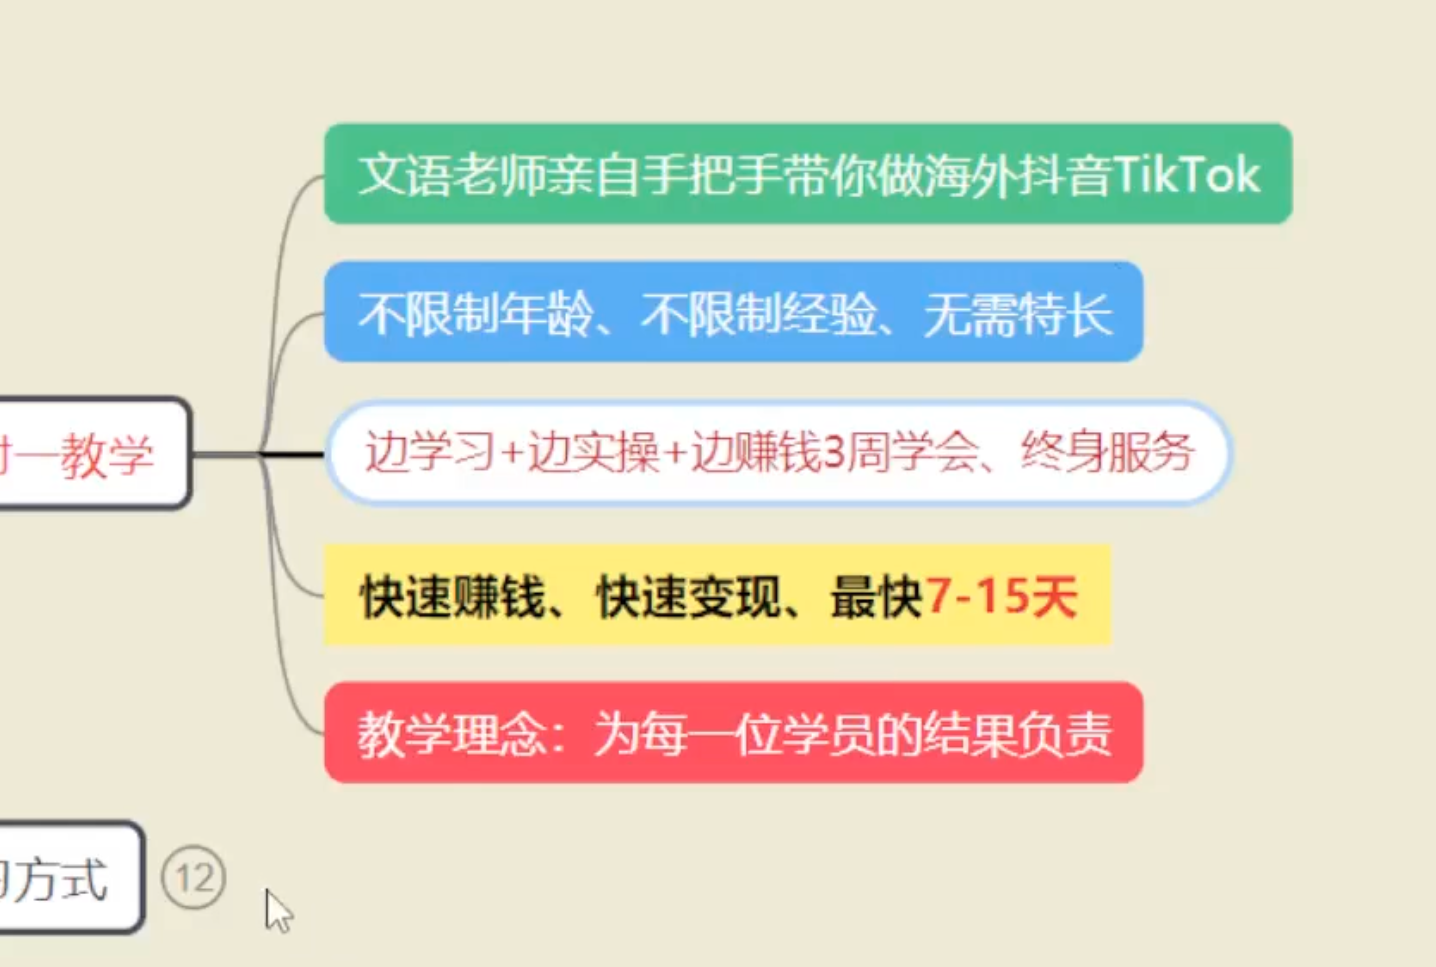 文语老师亲自手把手带你做海外抖音TikTok
不限制年龄、不限制经验、无需特长
一教学
边学习+边实操+边赚钱3周学会、终身服务
快速赚钱、快速变现、最快7-15天
教学理念：为每一位学员的结果负责
方式
12